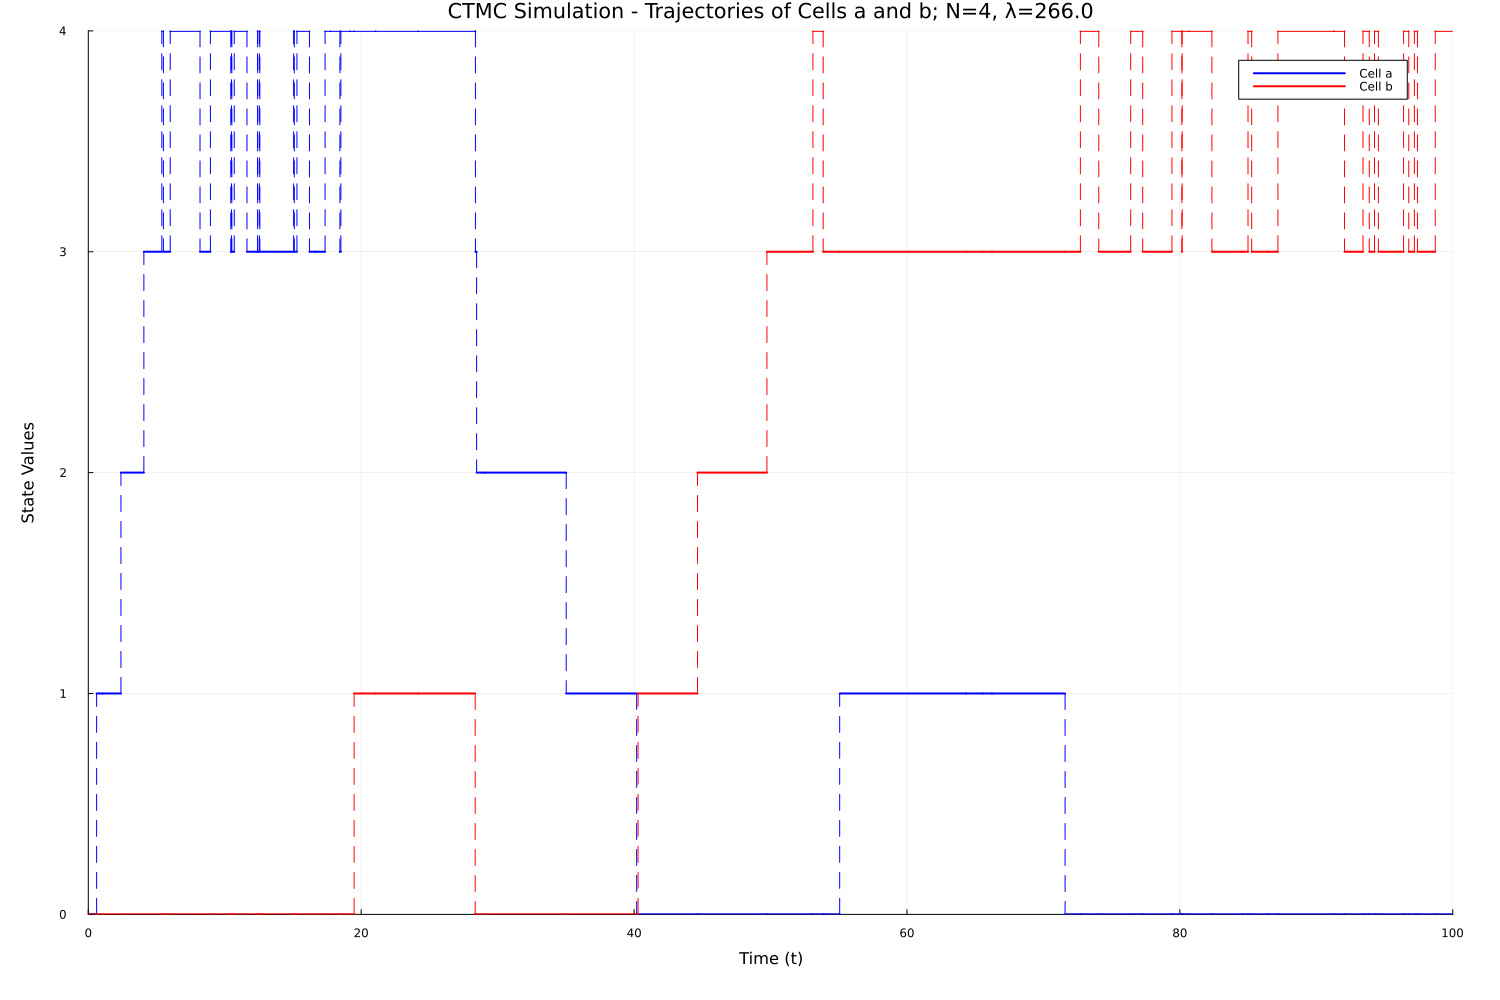 CTMC Simulation - Trajectories of Cells a and b; N=4, λ=266.0
4
Cell a
Cell b
3
State Values
2
1
0
0 20 40 60 80 100
Time (t)